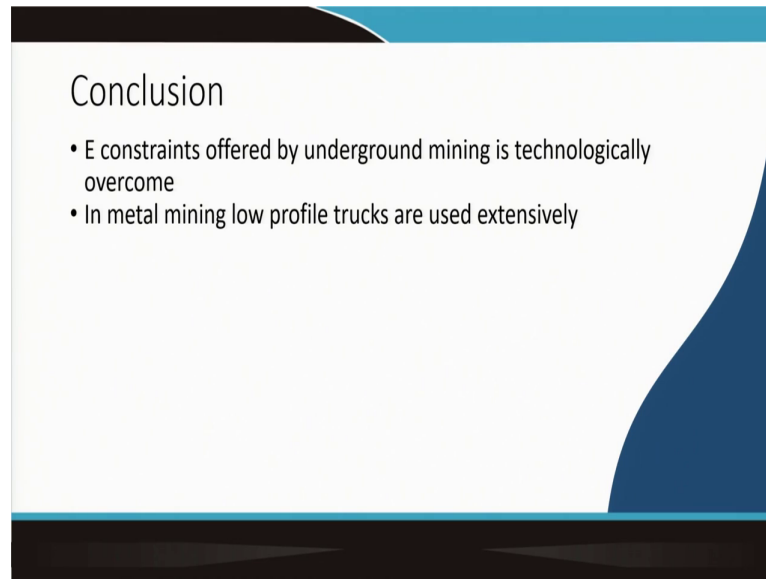 Conclusion
• E constraints offered by underground mining is technologically
overcome
• In metal mining low profile trucks are used extensively